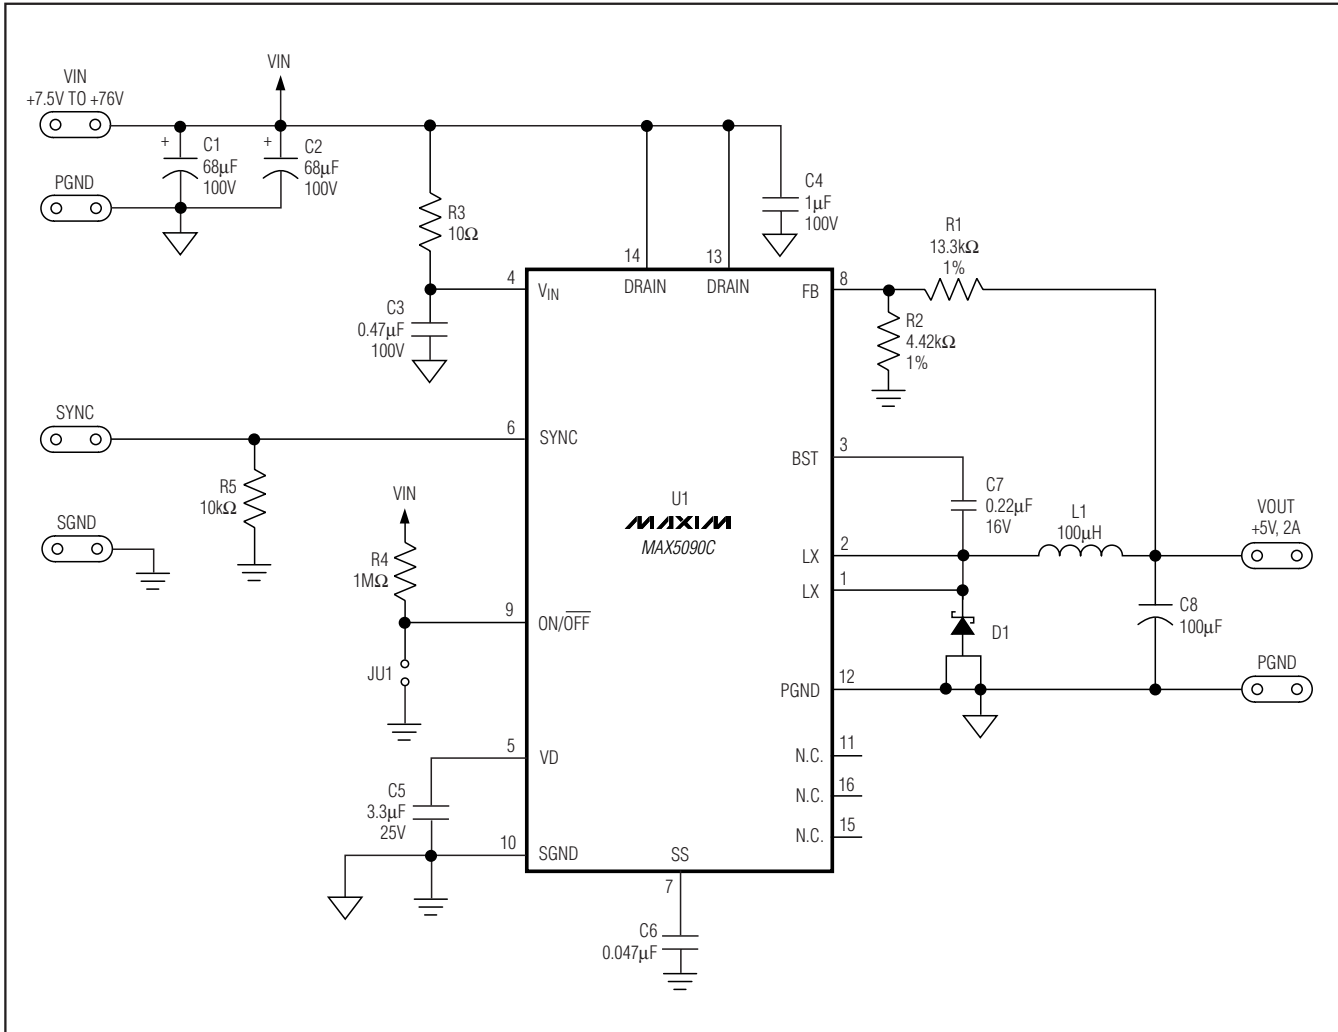 VIN
+7.5V TO +76V
PGND
VIN
+
C1
68µF
100V
+
C2
68µF
100V
R3
10Ω
C4
1µF
100V
R1
13.3kΩ
1%
14
13
DRAIN
DRAIN
4
VIN
8
FB
C3
0.47µF
100V
R2
4.42kΩ
1%
SYNC
6
SYNC
3
BST
R5
10kΩ
SGND
VIN
R4
1MΩ
U1
MAXIM
MAX5090C
C7
0.22µF
16V
L1
100µH
VOUT
+5V, 2A
2
LX
1
LX
9
ON/OFF
JU1
D1
C8
100µF
PGND
12
PGND
11
N.C.
16
N.C.
15
N.C.
5
VD
C5
3.3µF
25V
10
SGND
SS
7
C6
0.047µF